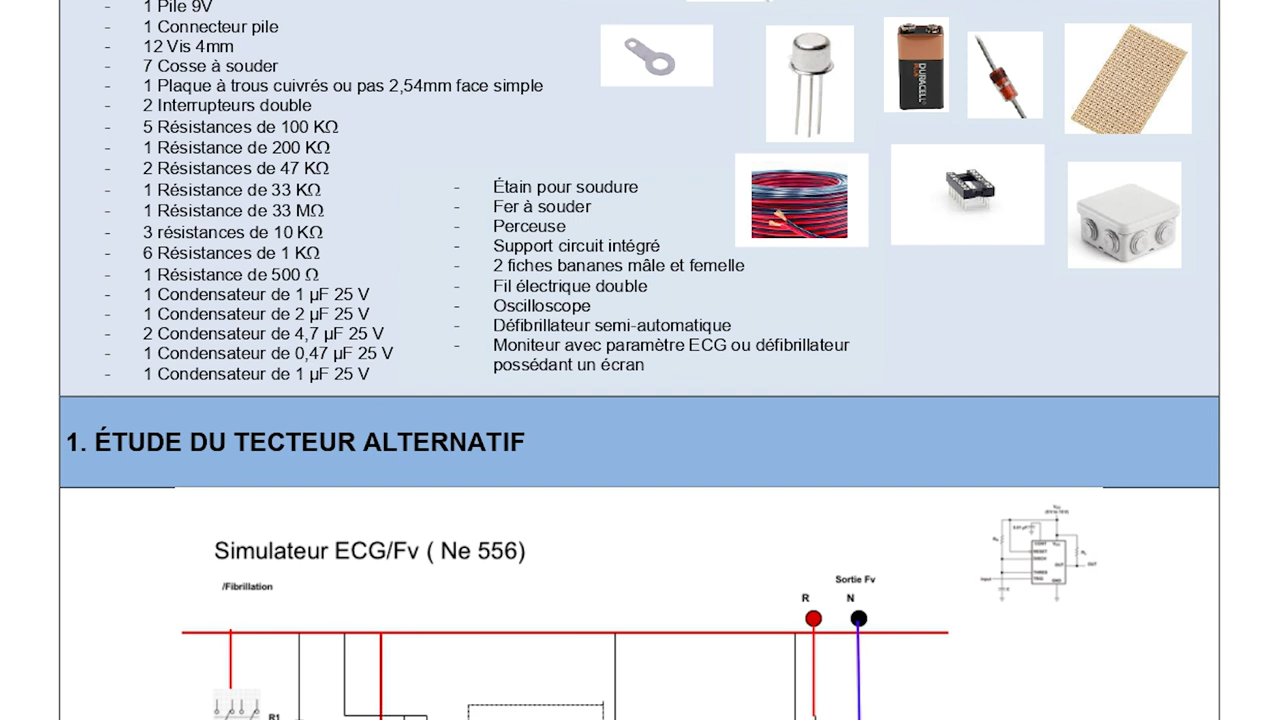 - 1 Pile 9V
- 1 Connecteur pile
- 12 Vis 4mm
- 7 Cosse à souder
- 1 Plaque à trous cuivrés ou pas 2,54mm face simple
- 2 Interrupteurs double
- 5 Résistances de 100 KΩ
- 1 Résistance de 200 KΩ
- 2 Résistances de 47 KΩ
- 1 Résistance de 33 KΩ
- 1 Résistance de 33 MΩ
- 3 résistances de 10 KΩ
- 6 Résistances de 1 KΩ
- 1 Résistance de 500 Ω
- 1 Condensateur de 1 µF 25 V
- 1 Condensateur de 2 µF 25 V
- 2 Condensateur de 4,7 µF 25 V
- 1 Condensateur de 0,47 µF 25 V
- 1 Condensateur de 1 µF 25 V
- Étain pour soudure
- Fer à souder
- Perceuse
- Support circuit intégré
- 2 fiches bananes mâle et femelle
- Fil électrique double
- Oscilloscope
- Défibrillateur semi-automatique
- Moniteur avec paramètre ECG ou défibrillateur
possédant un écran
DURACELL
1. ÉTUDE DU TECTEUR ALTERNATIF
Simulateur ECG/Fv ( Ne 556)
/Fibrillation
Sortie Fv
R N
R1
OUT